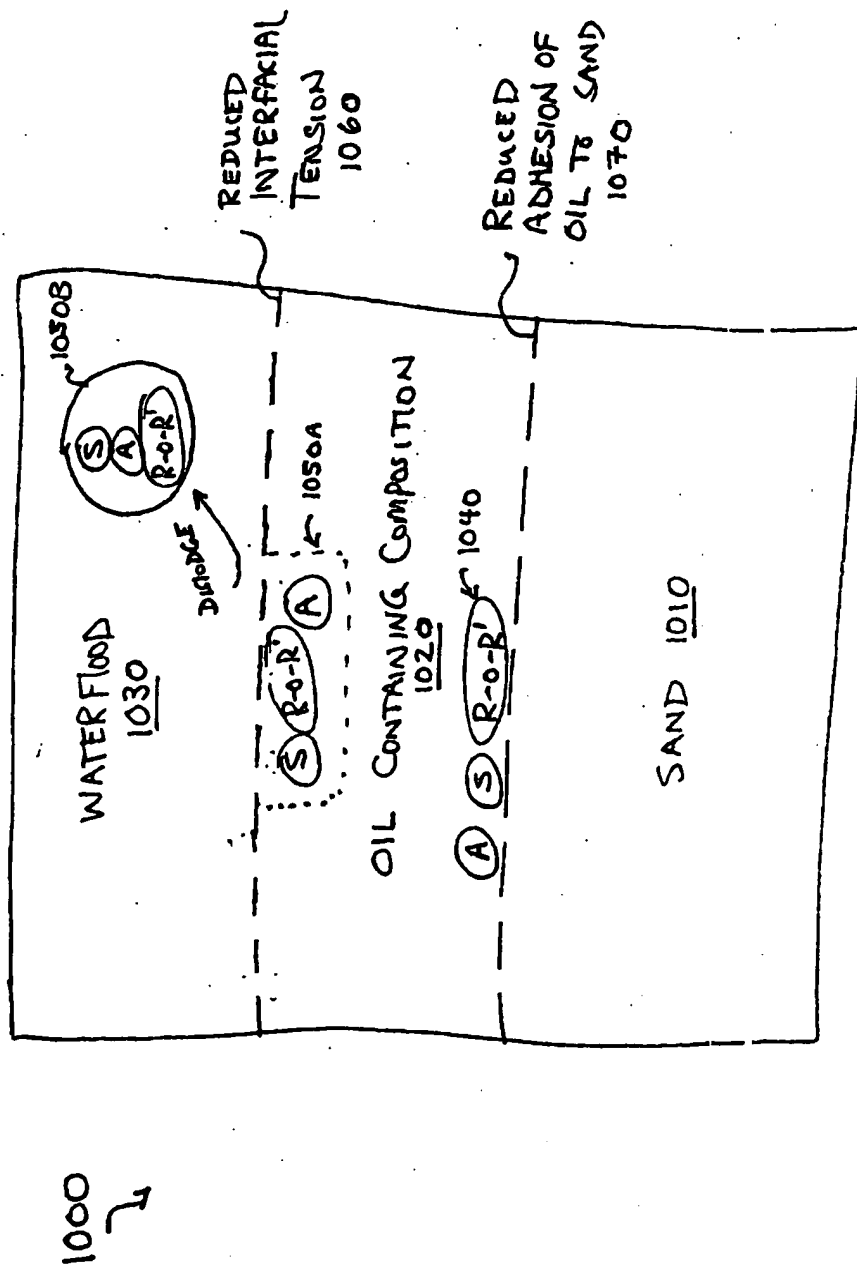 1000
WATERFLOOD
1030
DISLODGE
S
A
R-O-R'
1050B
REDUCED
INTERFACIAL
TENSION
1060
S
R-O-R'
A
1050A
OIL CONTAINING COMPOSITION
1020
A
S
R-O-R'
1040
REDUCED
ADHESION OF
OIL TO SAND
1070
SAND 1010